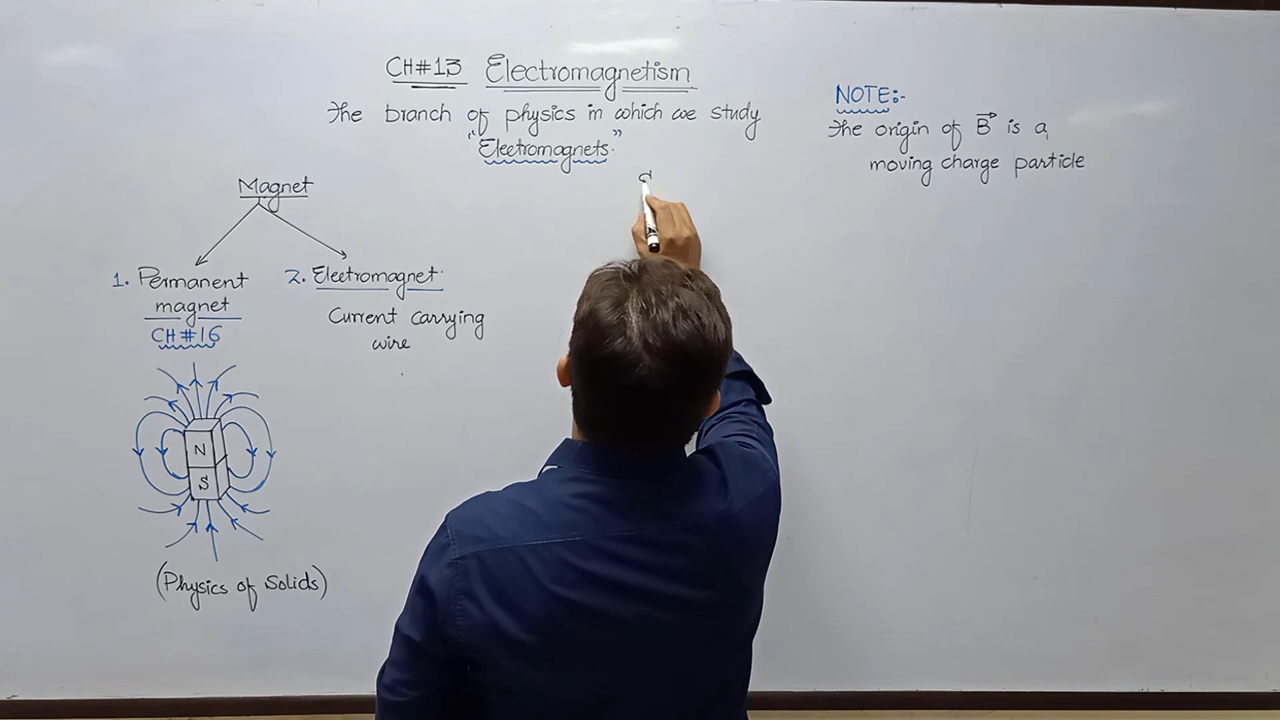 CH#13 Electromagnetism
The branch of physics in which we study
"Electromagnets."
Magnet
1. Permanent
magnet
CH#16
N
S
(Physics of Solids)
2. Electromagnet.
Current carrying
wire
NOTE:-
The origin of B⃗ is a
moving charge particle